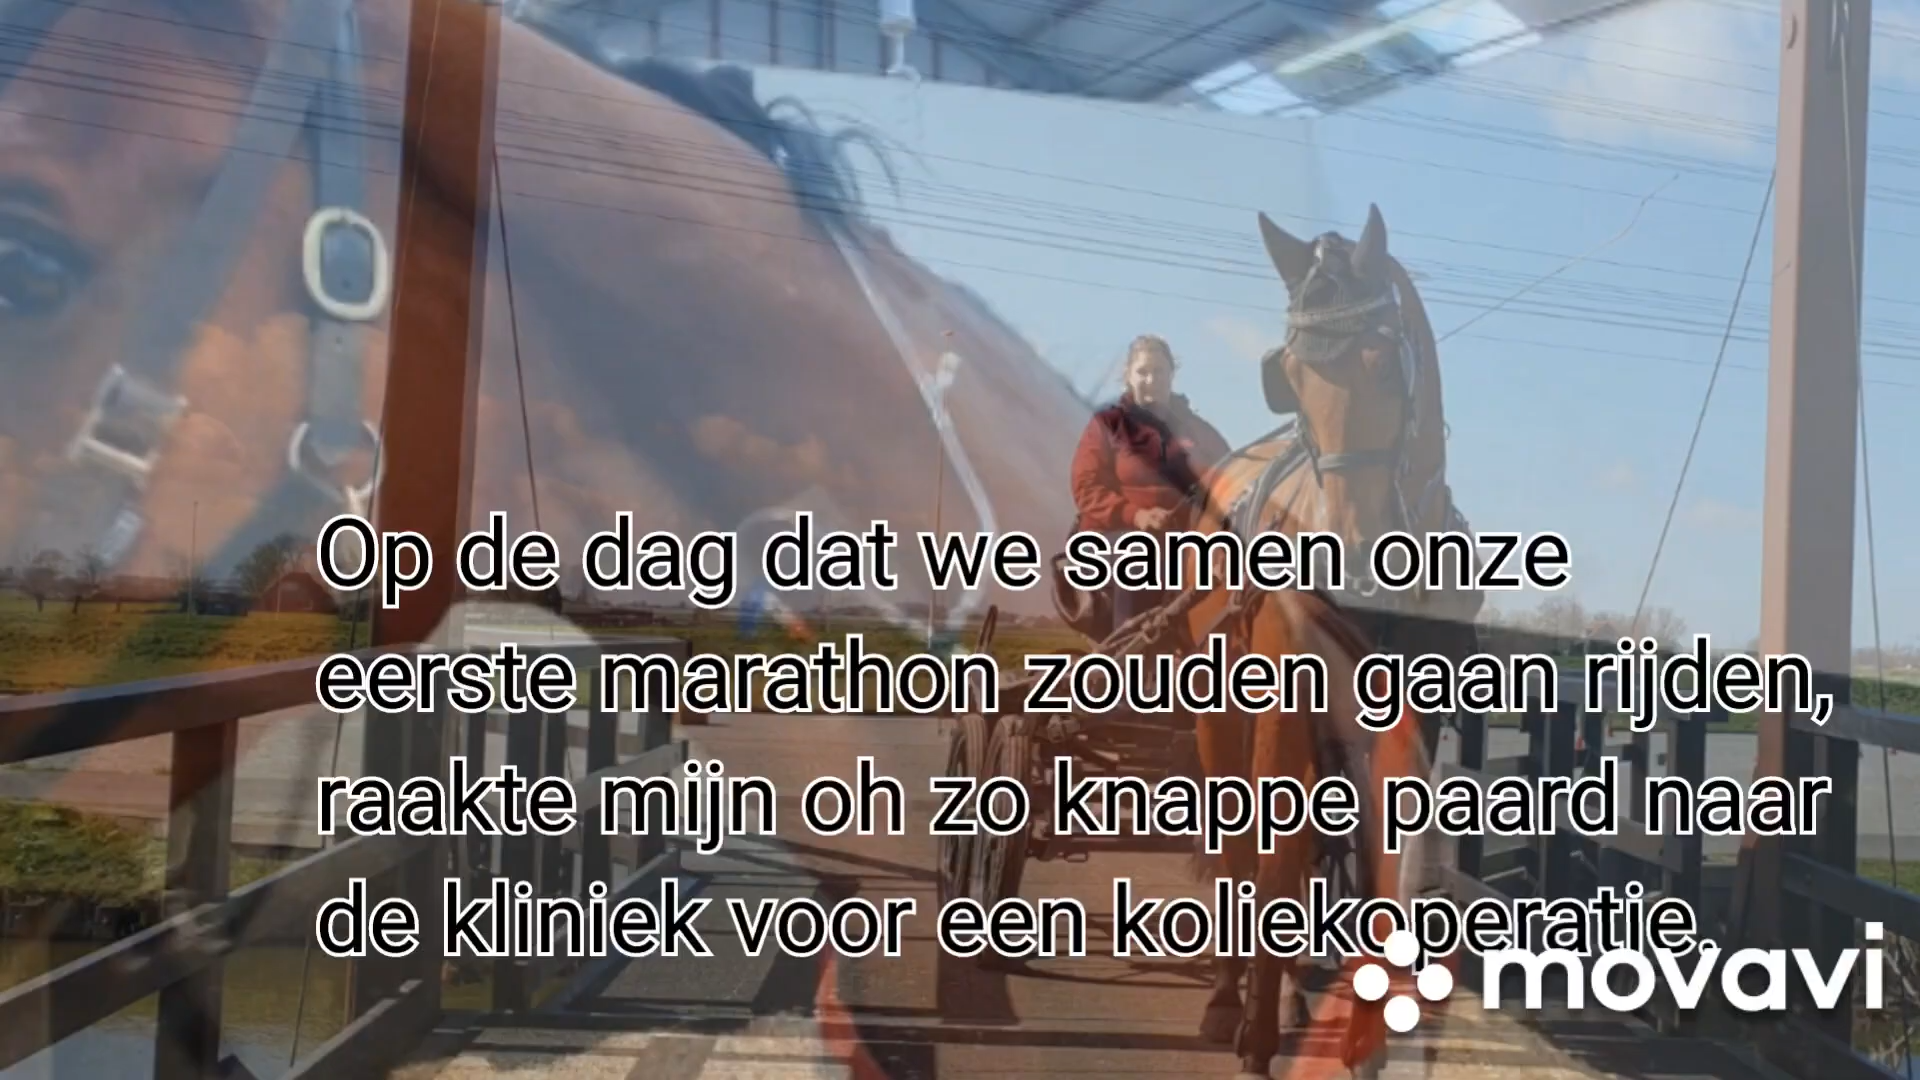 Op de dag dat we samen onze
eerste marathon zouden gaan rijden,
raakte mijn oh zo knappe paard naar
de kliniek voor een koliekoperatie.
movavi